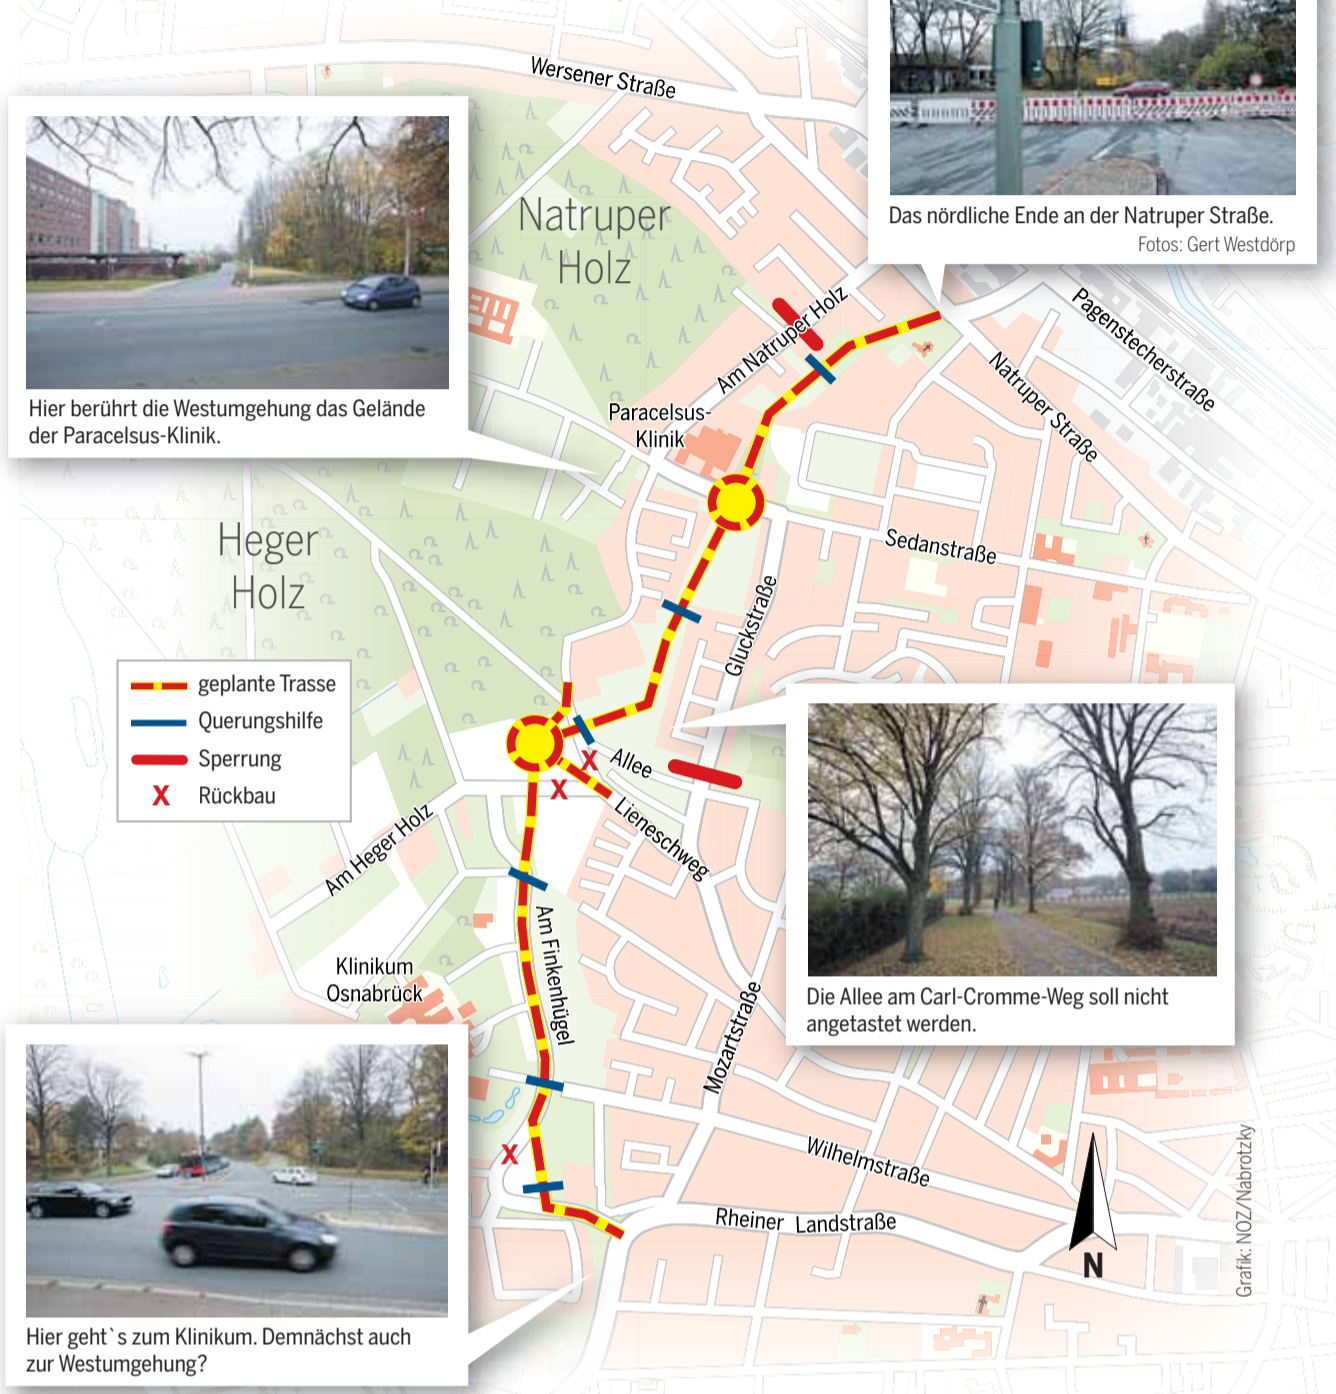 Wersener Straße
Das nördliche Ende an der Natruper Straße.
Fotos: Gert Westdörp
Natruper
Holz
Hier berührt die Westumgehung das Gelände
der Paracelsus-Klinik.
Am Natruper Holz
Pagenstecherstraße
Natruper Straße
Paracelsus-
Klinik
Sedanstraße
Heger
Holz
Gluckstraße
geplante Trasse
Querungshilfe
Sperrung
X Rückbau
X
X
Allee
Lieneschweg
Am Heger Holz
Am Finkenhügel
Klinikum
Osnabrück
Die Allee am Carl-Cromme-Weg soll nicht
angetastet werden.
Mozartstraße
X
Wilhelmstraße
Rheiner Landstraße
N
Grafik: NOZ/Nabrotzky
Hier geht`s zum Klinikum. Demnächst auch
zur Westumgehung?